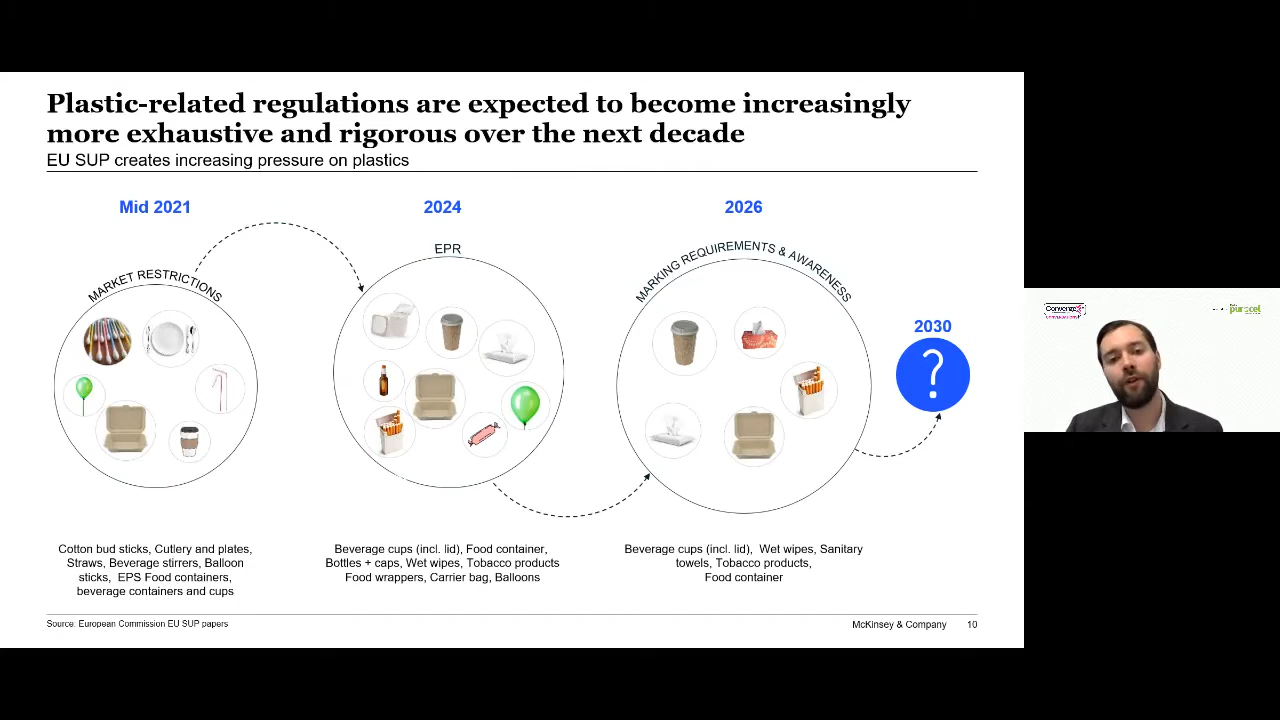 Plastic-related regulations are expected to become increasingly
more exhaustive and rigorous over the next decade
EU SUP creates increasing pressure on plastics
Mid 2021
2024
2026
2030
MARKET RESTRICTIONS
EPR
MARKING REQUIREMENTS & AWARENESS
?
Cotton bud sticks, Cutlery and plates,
Straws, Beverage stirrers, Balloon
sticks, EPS Food containers,
beverage containers and cups
Beverage cups (incl. lid), Food container,
Bottles + caps, Wet wipes, Tobacco products
Food wrappers, Carrier bag, Balloons
Beverage cups (incl. lid), Wet wipes, Sanitary
towels, Tobacco products,
Food container
Source: European Commission EU SUP papers
McKinsey & Company 10